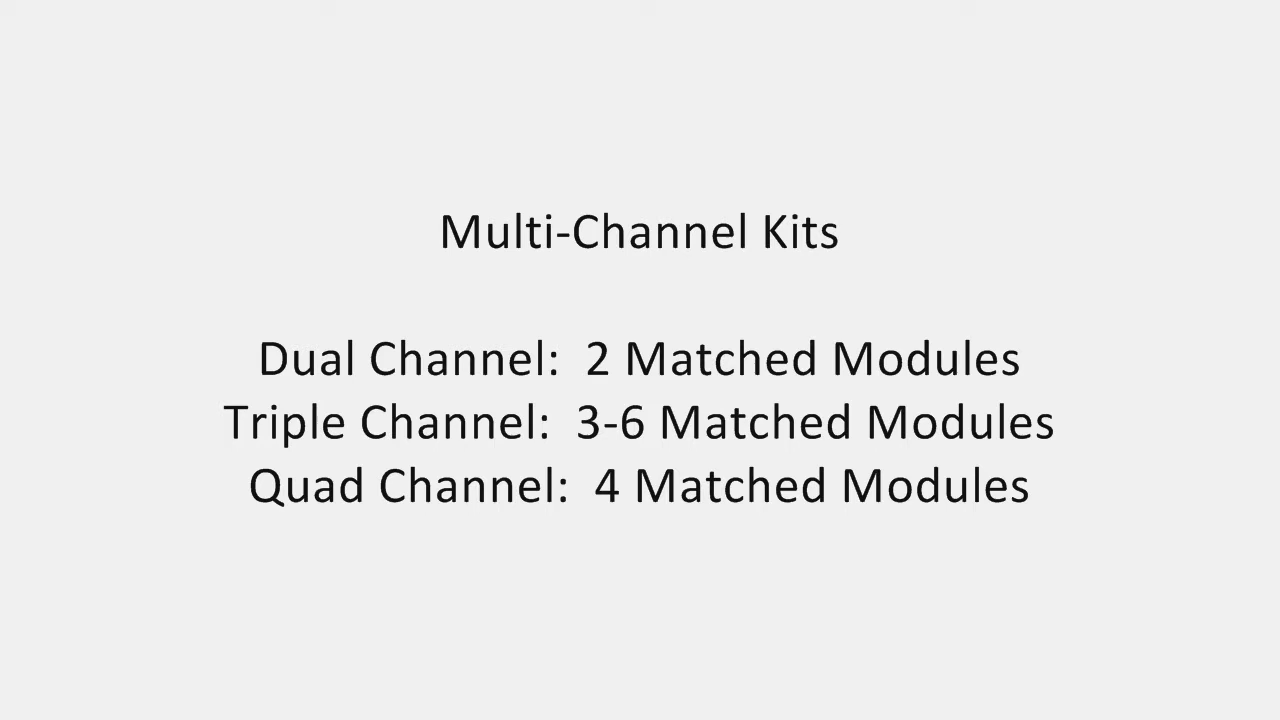 Multi-Channel Kits
Dual Channel: 2 Matched Modules
Triple Channel: 3-6 Matched Modules
Quad Channel: 4 Matched Modules